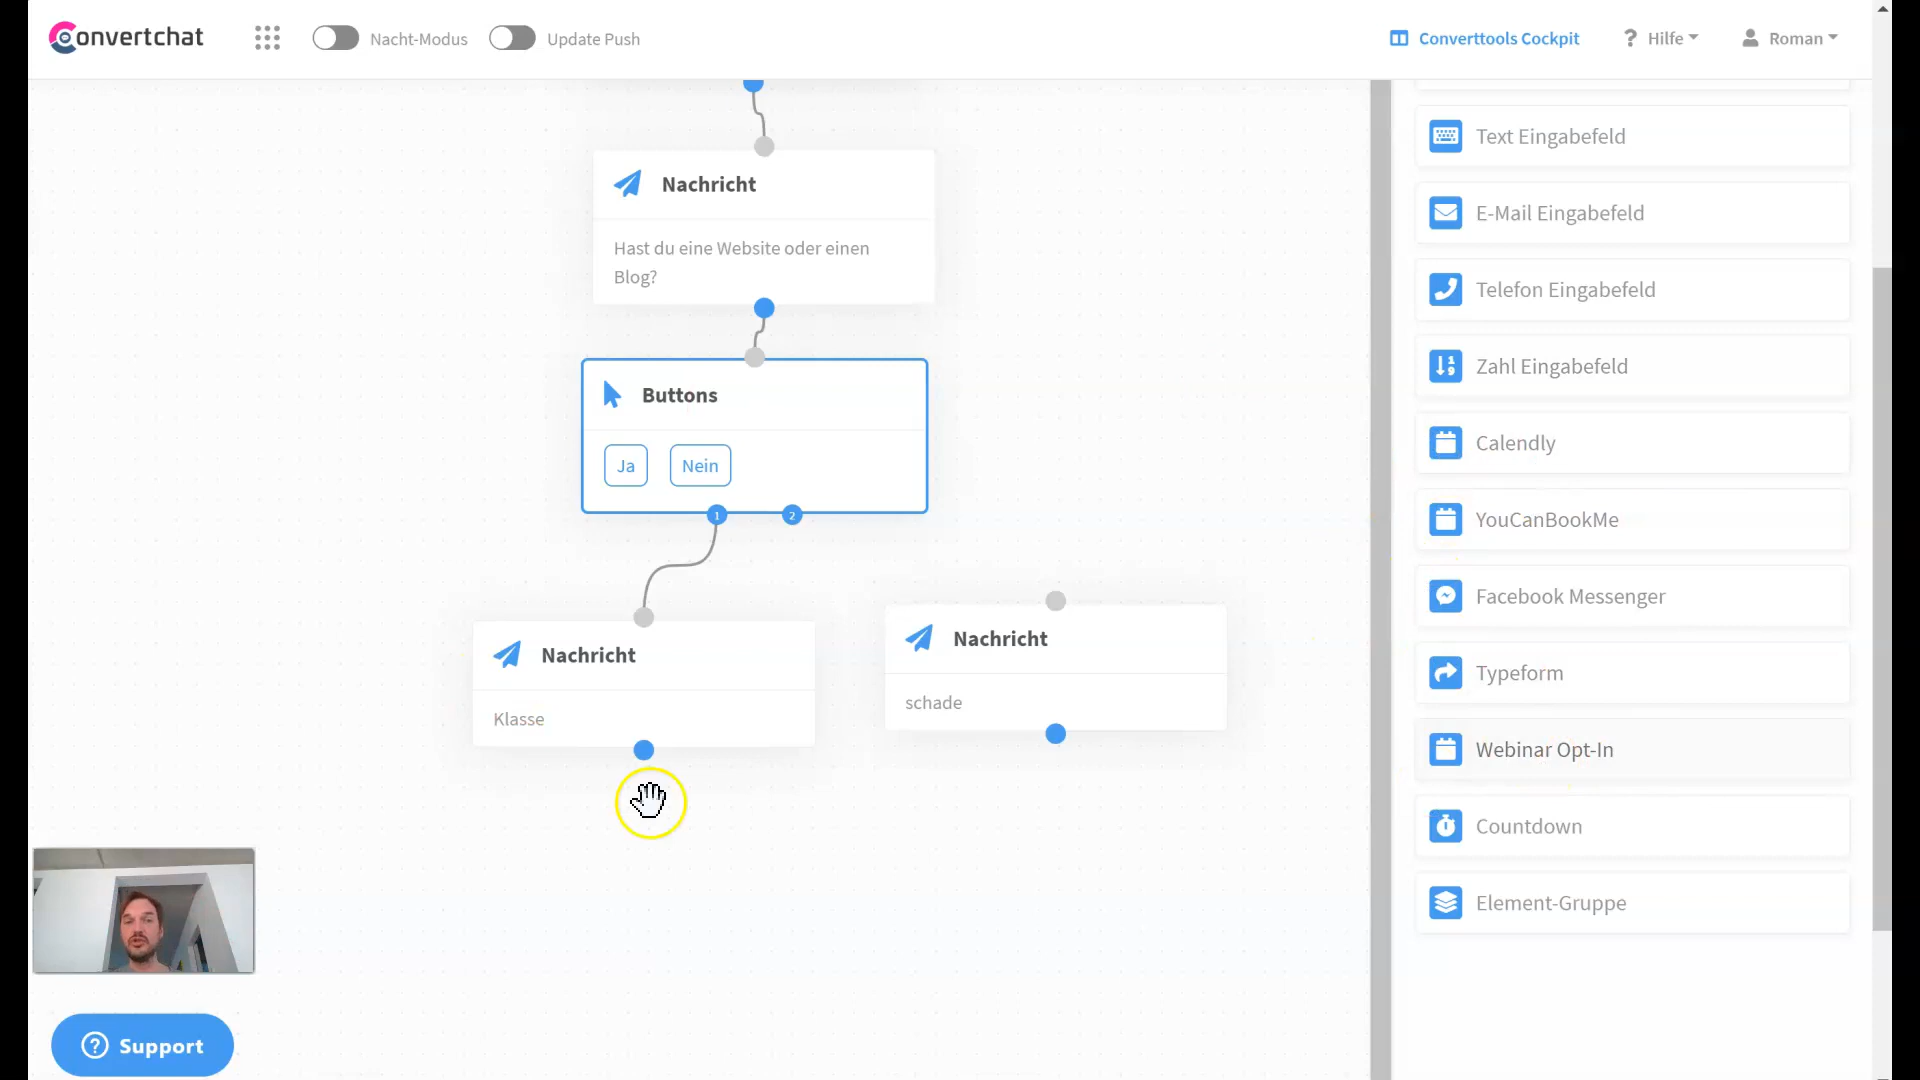 Convertchat
Nacht-Modus
Update Push
Converttools Cockpit
? Hilfe
Roman
Nachricht
Hast du eine Website oder einen
Blog?
Buttons
Ja
Nein
1
2
Nachricht
Klasse
Nachricht
schade
Text Eingabefeld
E-Mail Eingabefeld
Telefon Eingabefeld
Zahl Eingabefeld
Calendly
YouCanBookMe
Facebook Messenger
Typeform
Webinar Opt-In
Countdown
Element-Gruppe
? Support